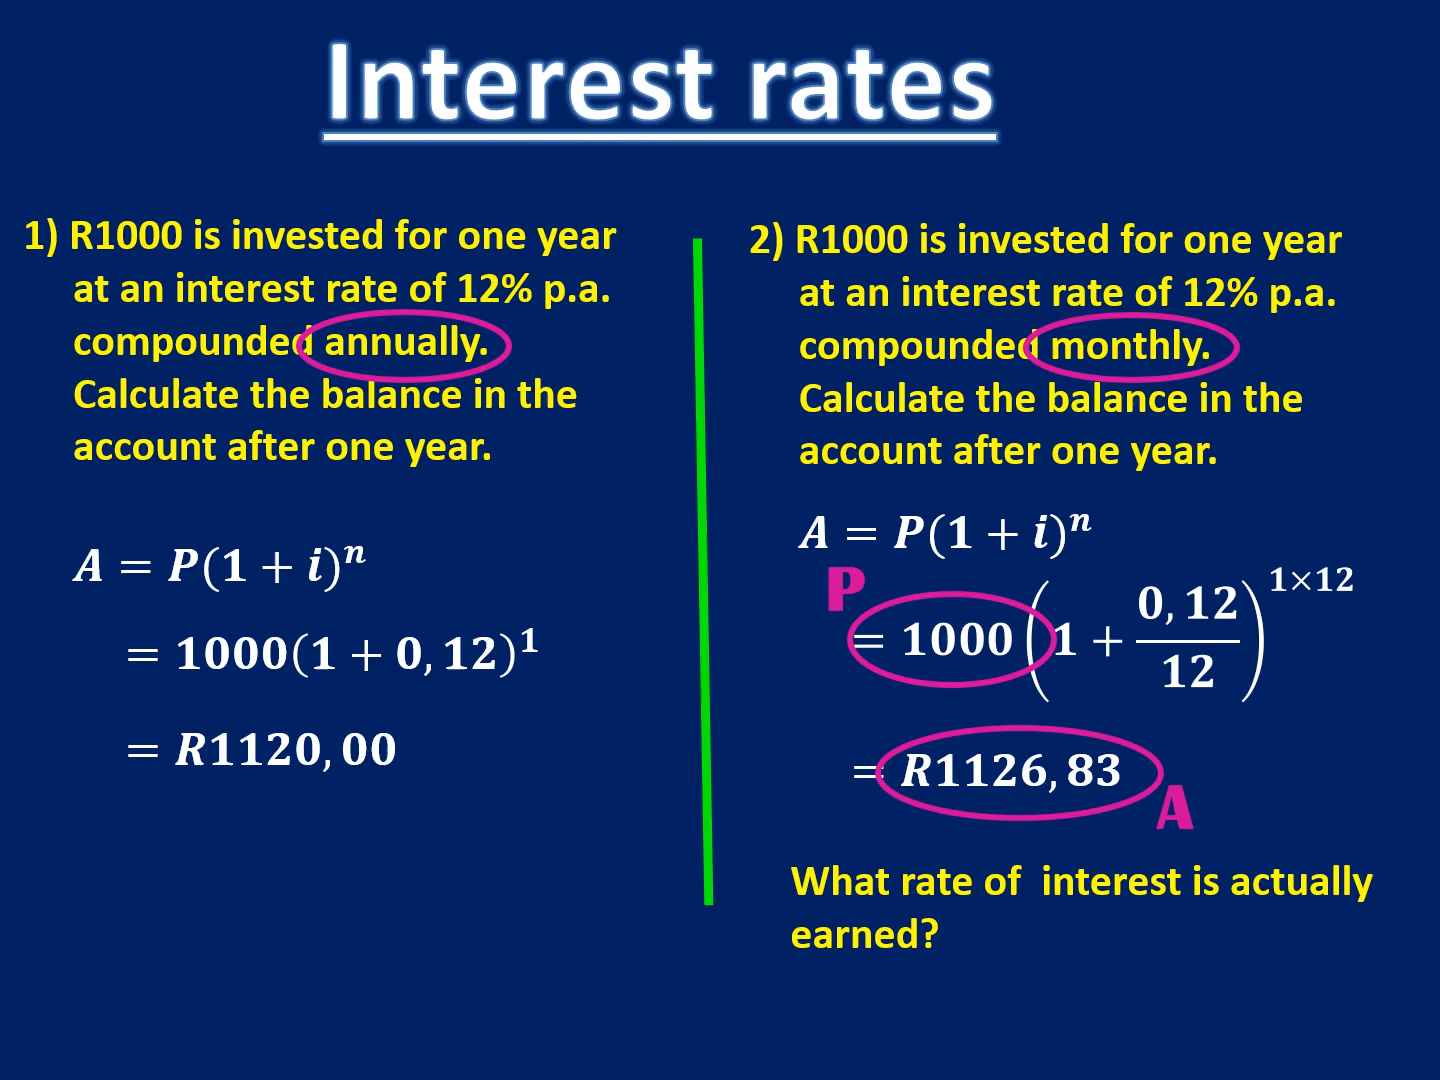 Interest rates
1) R1000 is invested for one year
at an interest rate of 12% p.a.
compounded annually.
Calculate the balance in the
account after one year.
A = P(1 + i)ⁿ
= 1000(1 + 0,12)¹
= R1120,00
2) R1000 is invested for one year
at an interest rate of 12% p.a.
compounded monthly.
Calculate the balance in the
account after one year.
A = P(1 + i)ⁿ
P
= 1000(1 + 0,12/12)^1×12
= R1126,83
A
What rate of interest is actually
earned?